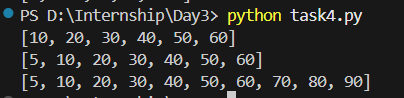 PS D:\Internship\Day3> python task4.py
[10, 20, 30, 40, 50, 60]
[5, 10, 20, 30, 40, 50, 60]
[5, 10, 20, 30, 40, 50, 60, 70, 80, 90]